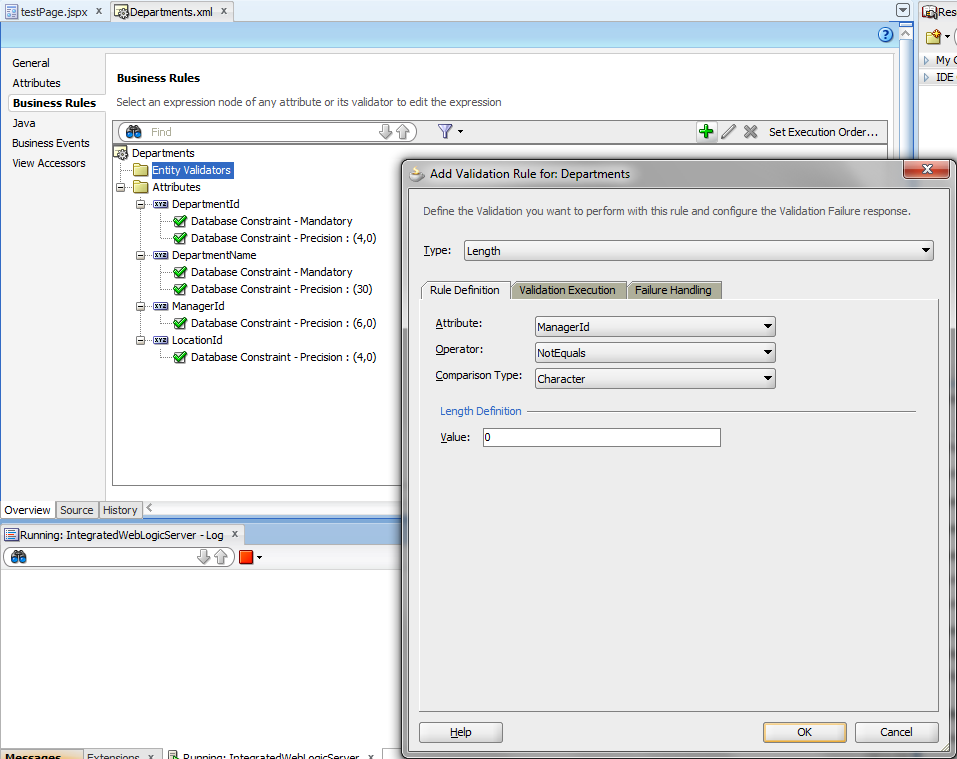 testPage.jspx
Departments.xml
Res
General
Attributes
Business Rules
Java
Business Events
View Accessors
Business Rules
Select an expression node of any attribute or its validator to edit the expression
Find
Set Execution Order...
My C
IDE
Departments
Entity Validators
Attributes
DepartmentId
Database Constraint - Mandatory
Database Constraint - Precision : (4,0)
DepartmentName
Database Constraint - Mandatory
Database Constraint - Precision : (30)
ManagerId
Database Constraint - Precision : (6,0)
LocationId
Database Constraint - Precision : (4,0)
Overview Source History
Running: IntegratedWebLogicServer - Log
Messages Extensions Running: IntegratedWebLogicServer
Add Validation Rule for: Departments
Define the Validation you want to perform with this rule and configure the Validation Failure response.
Type: Length
Rule Definition Validation Execution Failure Handling
Attribute: ManagerId
Operator: NotEquals
Comparison Type: Character
Length Definition
Value: 0
Help OK Cancel